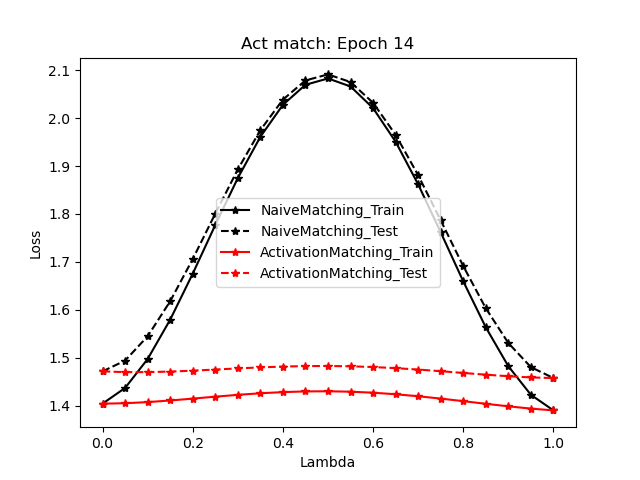 Act match: Epoch 14
2.1
2.0
1.9
1.8
1.7
1.6
1.5
1.4
Loss
NaiveMatching_Train
NaiveMatching_Test
ActivationMatching_Train
ActivationMatching_Test
0.0 0.2 0.4 0.6 0.8 1.0
Lambda